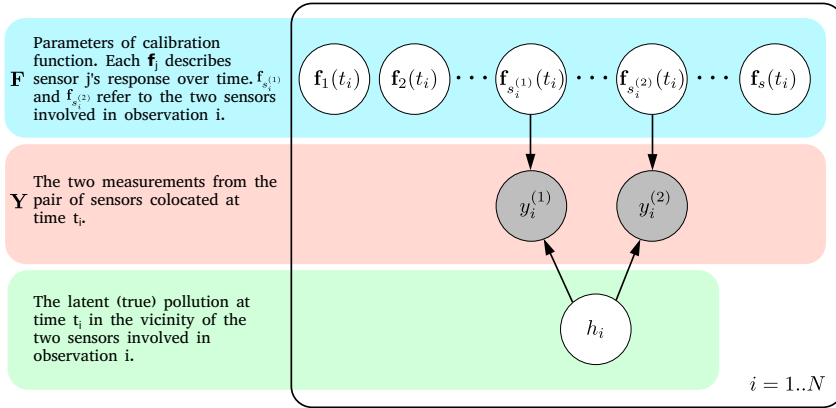 F
Parameters of calibration
function. Each f_j describes
sensor j's response over time. f_{s_i^{(1)}}
and f_{s_i^{(2)}} refer to the two sensors
involved in observation i.
f_1(t_i) f_2(t_i) ··· f_{s_i^{(1)}}(t_i) ··· f_{s_i^{(2)}}(t_i) ··· f_s(t_i)
Y
The two measurements from the
pair of sensors colocated at
time t_i.
y_i^{(1)} y_i^{(2)}
The latent (true) pollution at
time t_i in the vicinity of the
two sensors involved in
observation i.
h_i
i = 1..N